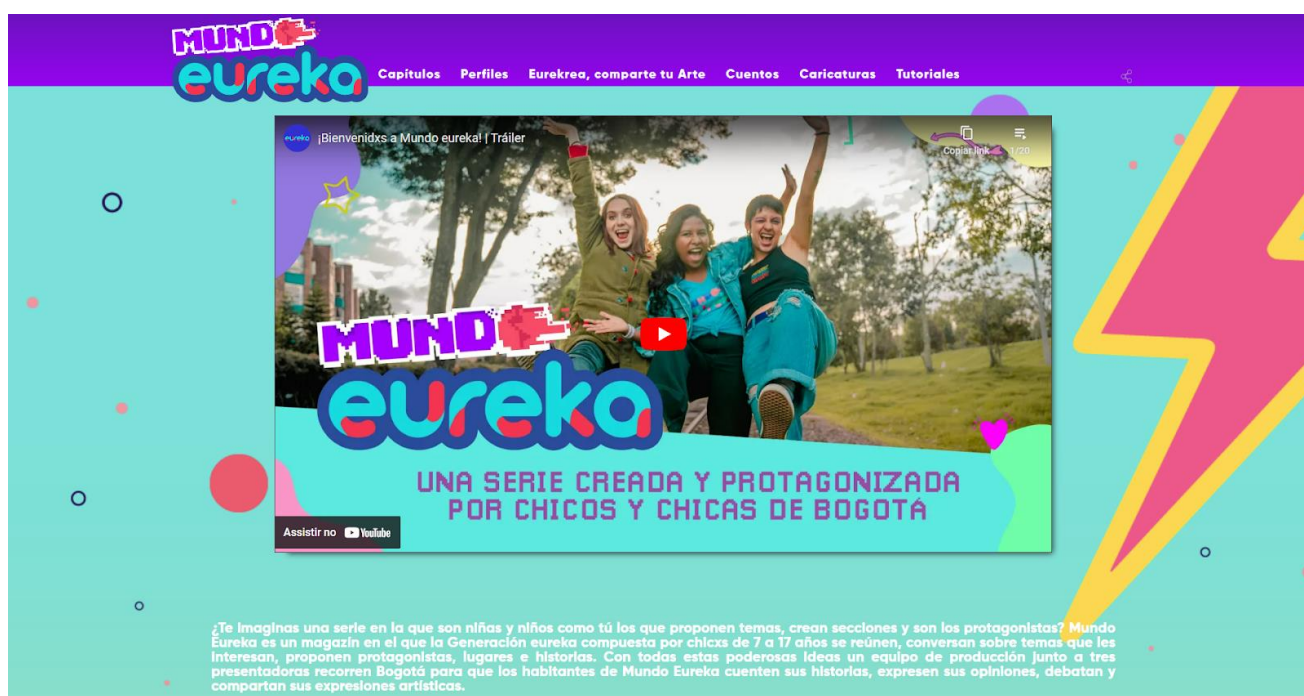 MUNDO
eureka
Capítulos Perfiles Eurekrea, comparte tu Arte Cuentos Caricaturas Tutoriales
eureka ¡Bienvenidxs a Mundo eureka! | Tráiler
Copiar link 1/20
MUNDO
eureka
UNA SERIE CREADA Y PROTAGONIZADA
POR CHICOS Y CHICAS DE BOGOTÁ
Assistir no YouTube
¿Te imaginas una serie en la que son niñas y niños como tú los que proponen temas, crean secciones y son los protagonistas? Mundo
Eureka es un magazín en el que la Generación eureka compuesta por chicxs de 7 a 17 años se reúnen, conversan sobre temas que les
interesan, proponen protagonistas, lugares e historias. Con todas estas poderosas ideas un equipo de producción junto a tres
presentadoras recorren Bogotá para que los habitantes de Mundo Eureka cuenten sus historias, expresen sus opiniones, debatan y
compartan sus expresiones artísticas.